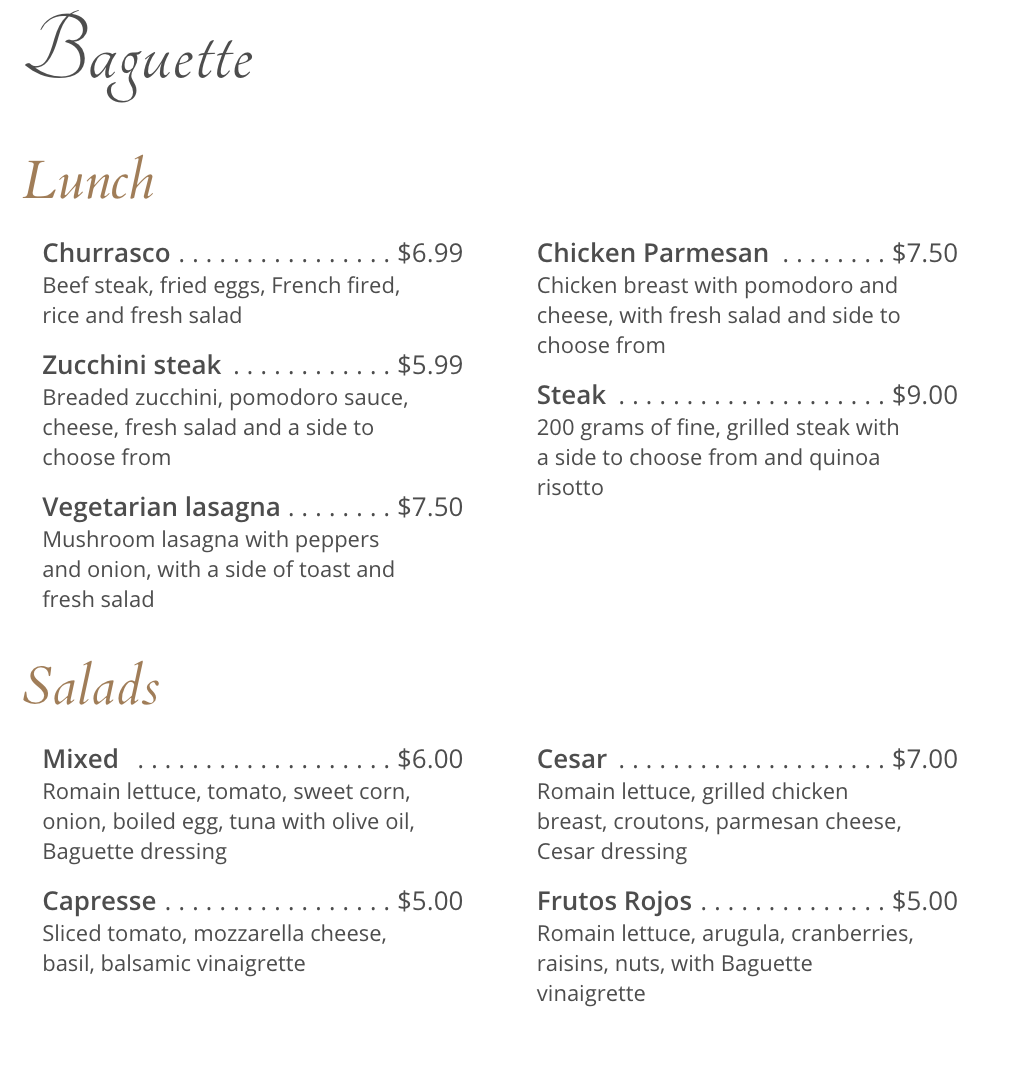 Baguette
Lunch
Churrasco . . . . . . . . . . . . . . . . $6.99
Beef steak, fried eggs, French fired,
rice and fresh salad
Zucchini steak . . . . . . . . . . . . $5.99
Breaded zucchini, pomodoro sauce,
cheese, fresh salad and a side to
choose from
Vegetarian lasagna . . . . . . . . $7.50
Mushroom lasagna with peppers
and onion, with a side of toast and
fresh salad
Chicken Parmesan . . . . . . . . $7.50
Chicken breast with pomodoro and
cheese, with fresh salad and side to
choose from
Steak . . . . . . . . . . . . . . . . . . . . $9.00
200 grams of fine, grilled steak with
a side to choose from and quinoa
risotto
Salads
Mixed . . . . . . . . . . . . . . . . . . . $6.00
Romain lettuce, tomato, sweet corn,
onion, boiled egg, tuna with olive oil,
Baguette dressing
Capresse . . . . . . . . . . . . . . . . . $5.00
Sliced tomato, mozzarella cheese,
basil, balsamic vinaigrette
Cesar . . . . . . . . . . . . . . . . . . . . $7.00
Romain lettuce, grilled chicken
breast, croutons, parmesan cheese,
Cesar dressing
Frutos Rojos . . . . . . . . . . . . . . $5.00
Romain lettuce, arugula, cranberries,
raisins, nuts, with Baguette
vinaigrette